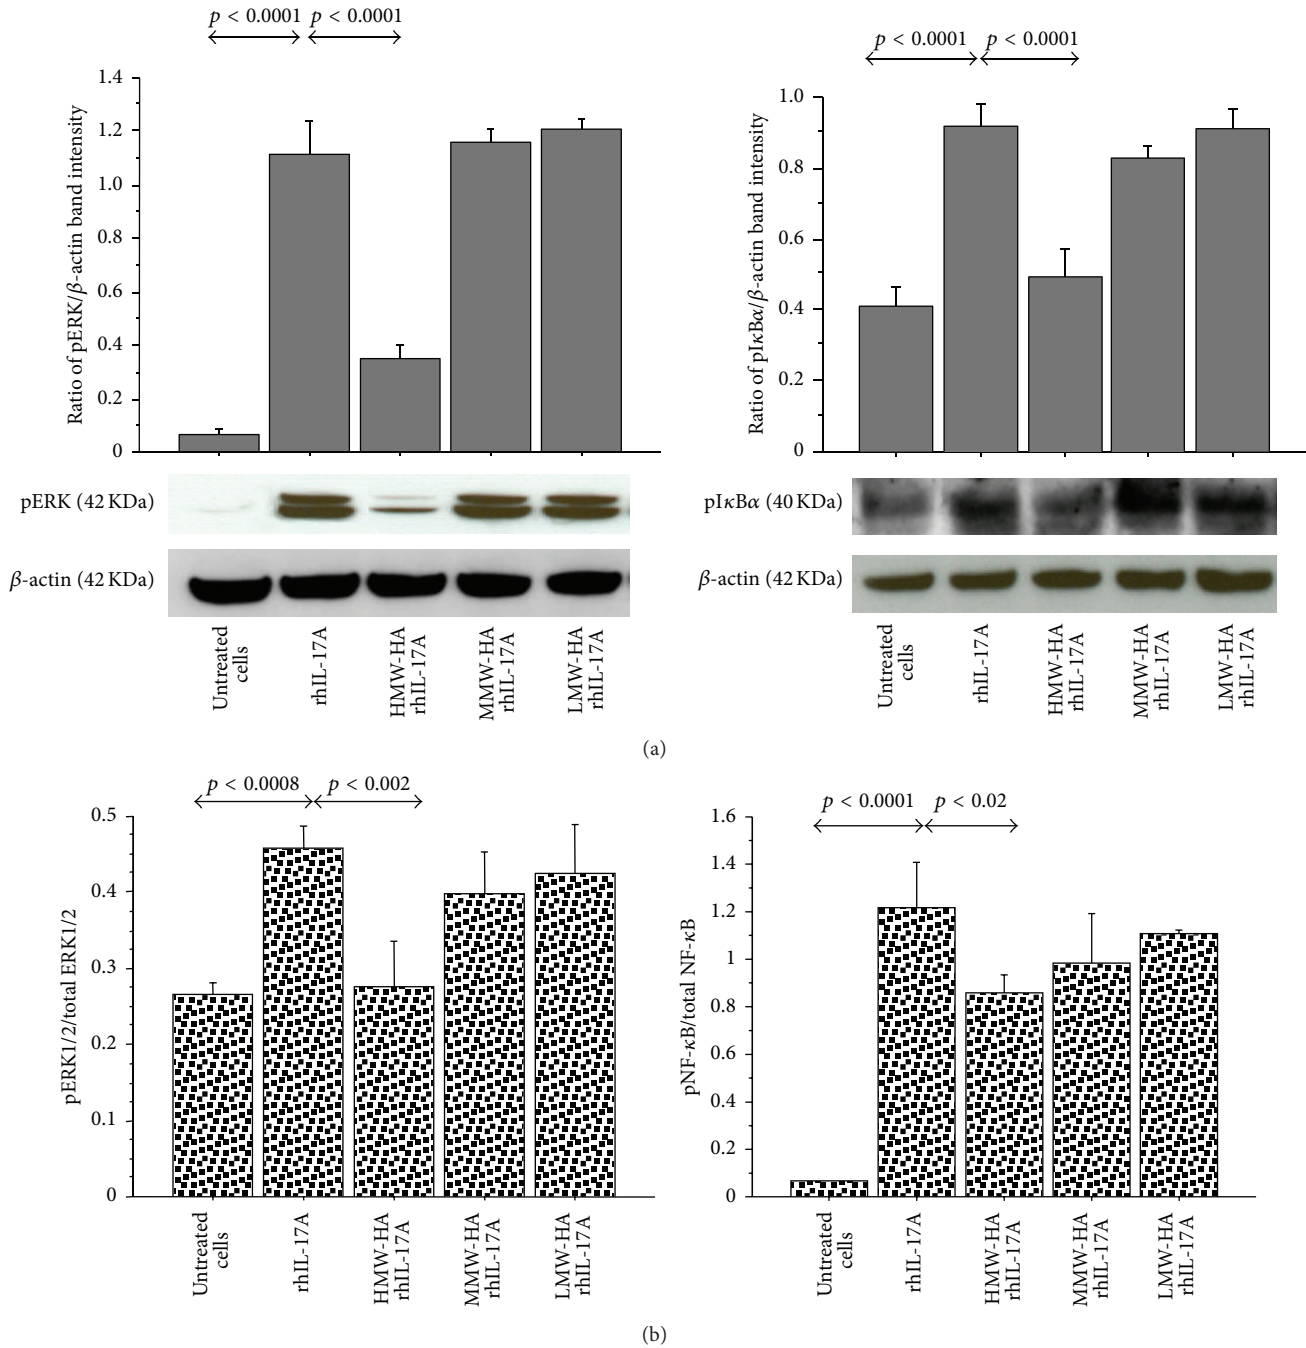 p < 0.0001 p < 0.0001
1.4
1.2
1.0
0.8
0.6
0.4
0.2
0
Ratio of pERK/β-actin band intensity
pERK (42 KDa)
β-actin (42 KDa)
Untreated
cells
rhIL-17A
HMW-HA
rhIL-17A
MMW-HA
rhIL-17A
LMW-HA
rhIL-17A
p < 0.0001 p < 0.0001
1.0
0.8
0.6
0.4
0.2
0
Ratio of pIκBα/β-actin band intensity
pIκBα (40 KDa)
β-actin (42 KDa)
Untreated
cells
rhIL-17A
HMW-HA
rhIL-17A
MMW-HA
rhIL-17A
LMW-HA
rhIL-17A
(a)
p < 0.0008 p < 0.002
0.5
0.4
0.3
0.2
0.1
0
pERK1/2/total ERK1/2
Untreated
cells
rhIL-17A
HMW-HA
rhIL-17A
MMW-HA
rhIL-17A
LMW-HA
rhIL-17A
p < 0.0001 p < 0.02
1.6
1.4
1.2
1
0.8
0.6
0.4
0.2
0
pNF-κB/total NF-κB
Untreated
cells
rhIL-17A
HMW-HA
rhIL-17A
MMW-HA
rhIL-17A
LMW-HA
rhIL-17A
(b)